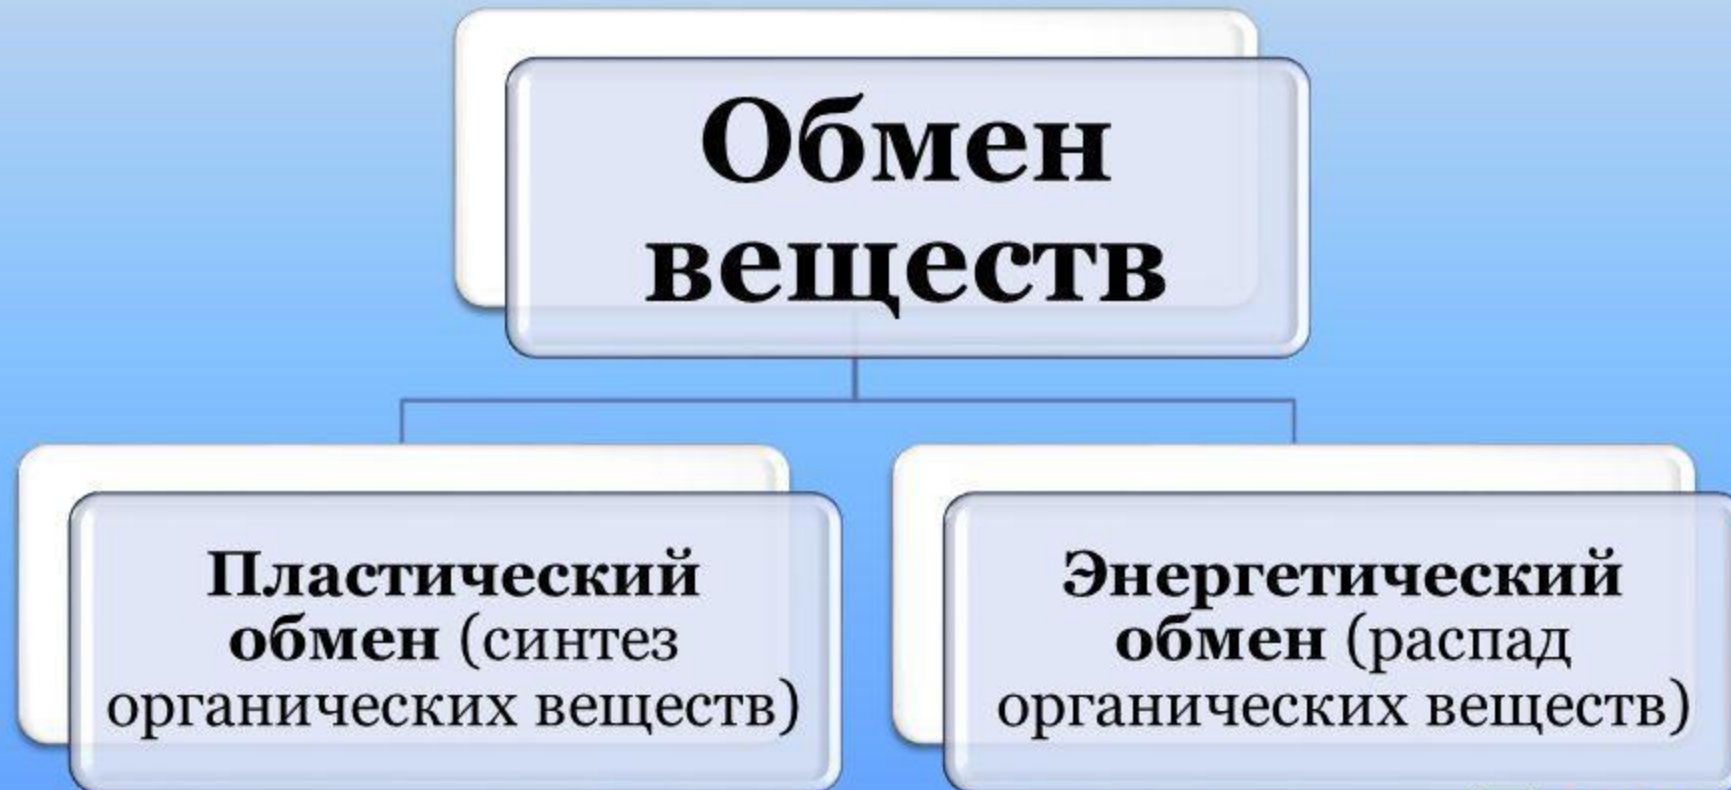 Обмен
веществ
Пластический
обмен (синтез
органических веществ)
Энергетический
обмен (распад
органических веществ)